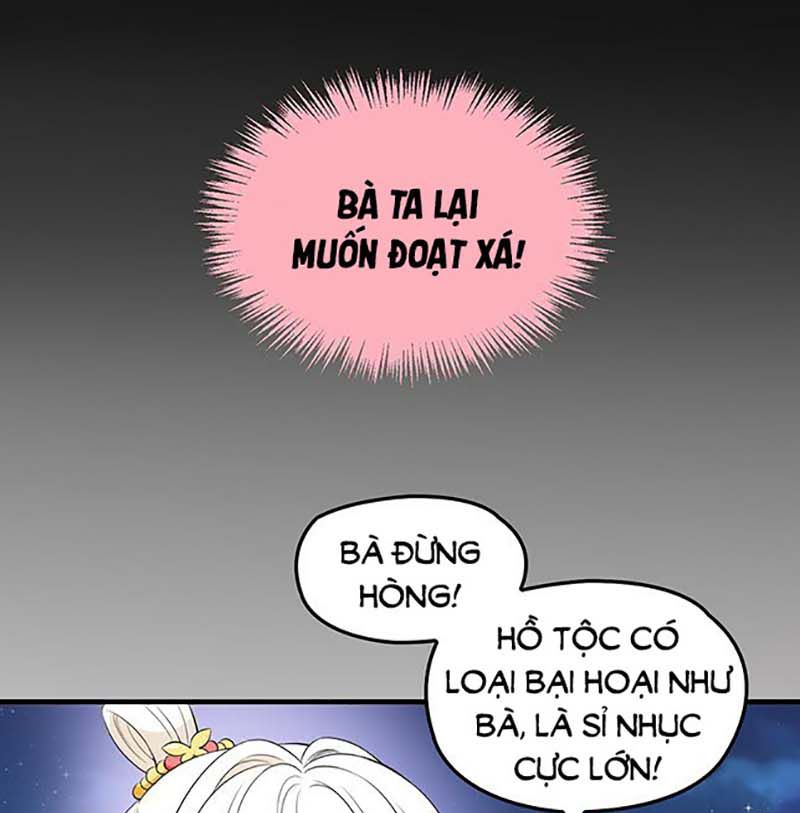 BÀ TA LẠI
MUỐN ĐOẠT XÁ!
BÀ ĐỪNG
HÒNG!
HỒ TỘC CÓ
LOẠI BẠI HOẠI NHƯ
BÀ, LÀ SỈ NHỤC
CỰC LỚN!